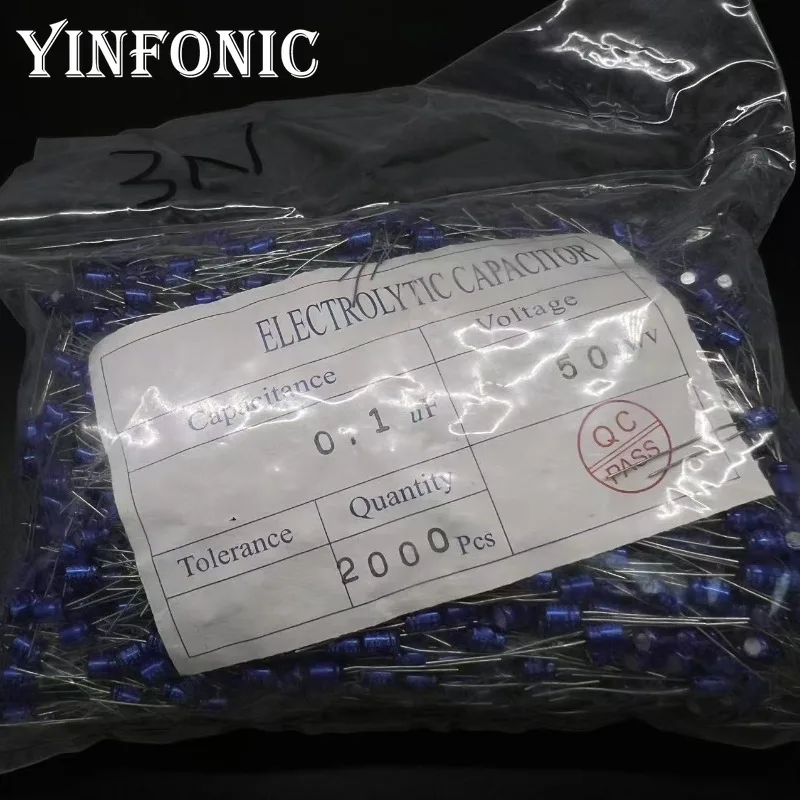 YINFONIC
3N
ELECTROLYTIC CAPACITOR
Capacitance
Voltage
0.1 uF
50 WV
QC
PASS
Tolerance
Quantity
2000 Pcs